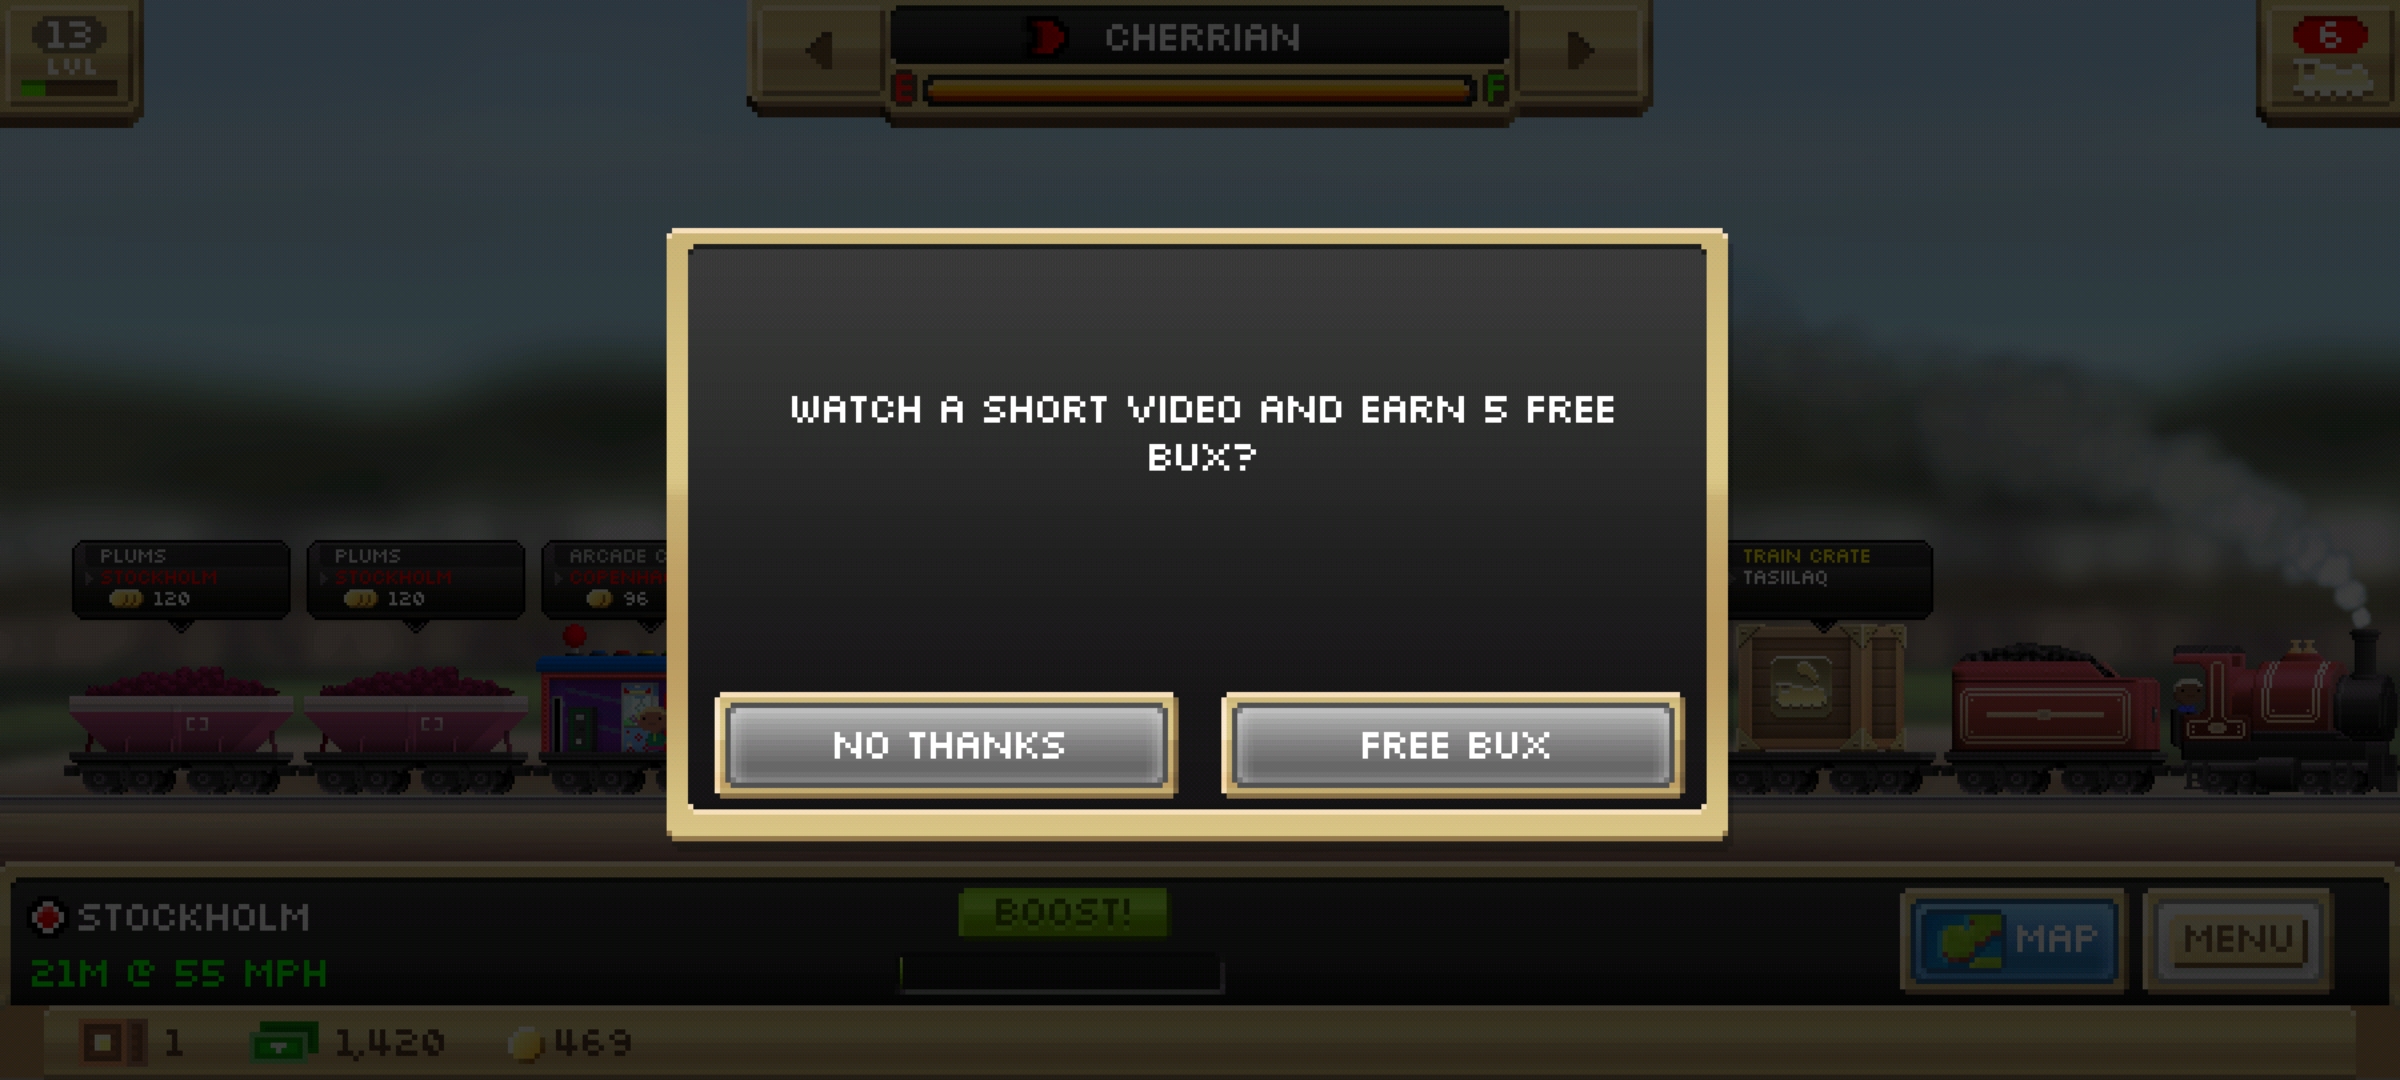 13
LVL
CHERRIAN
E
F
6
WATCH A SHORT VIDEO AND EARN 5 FREE
BUX?
PLUMS
STOCKHOLM
120
PLUMS
STOCKHOLM
120
ARCADE C
COPENHA
96
TRAIN CRATE
TASIILAQ
NO THANKS
FREE BUX
STOCKHOLM
21M @ 55 MPH
BOOST!
MAP
MENU
1
1,420
469